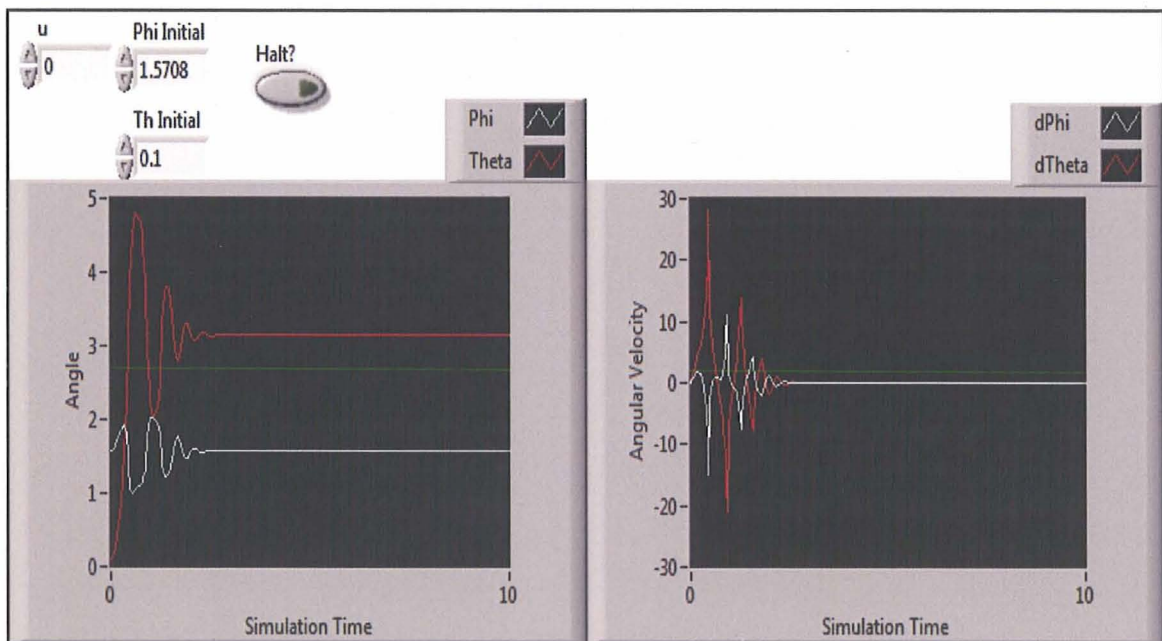 u
0
Phi Initial
1.5708
Halt?
Th Initial
0.1
Phi
Theta
dPhi
dTheta
5
4
3
2
1
0
Angle
0
10
Simulation Time
30
20
10
0
-10
-20
-30
Angular Velocity
0
10
Simulation Time